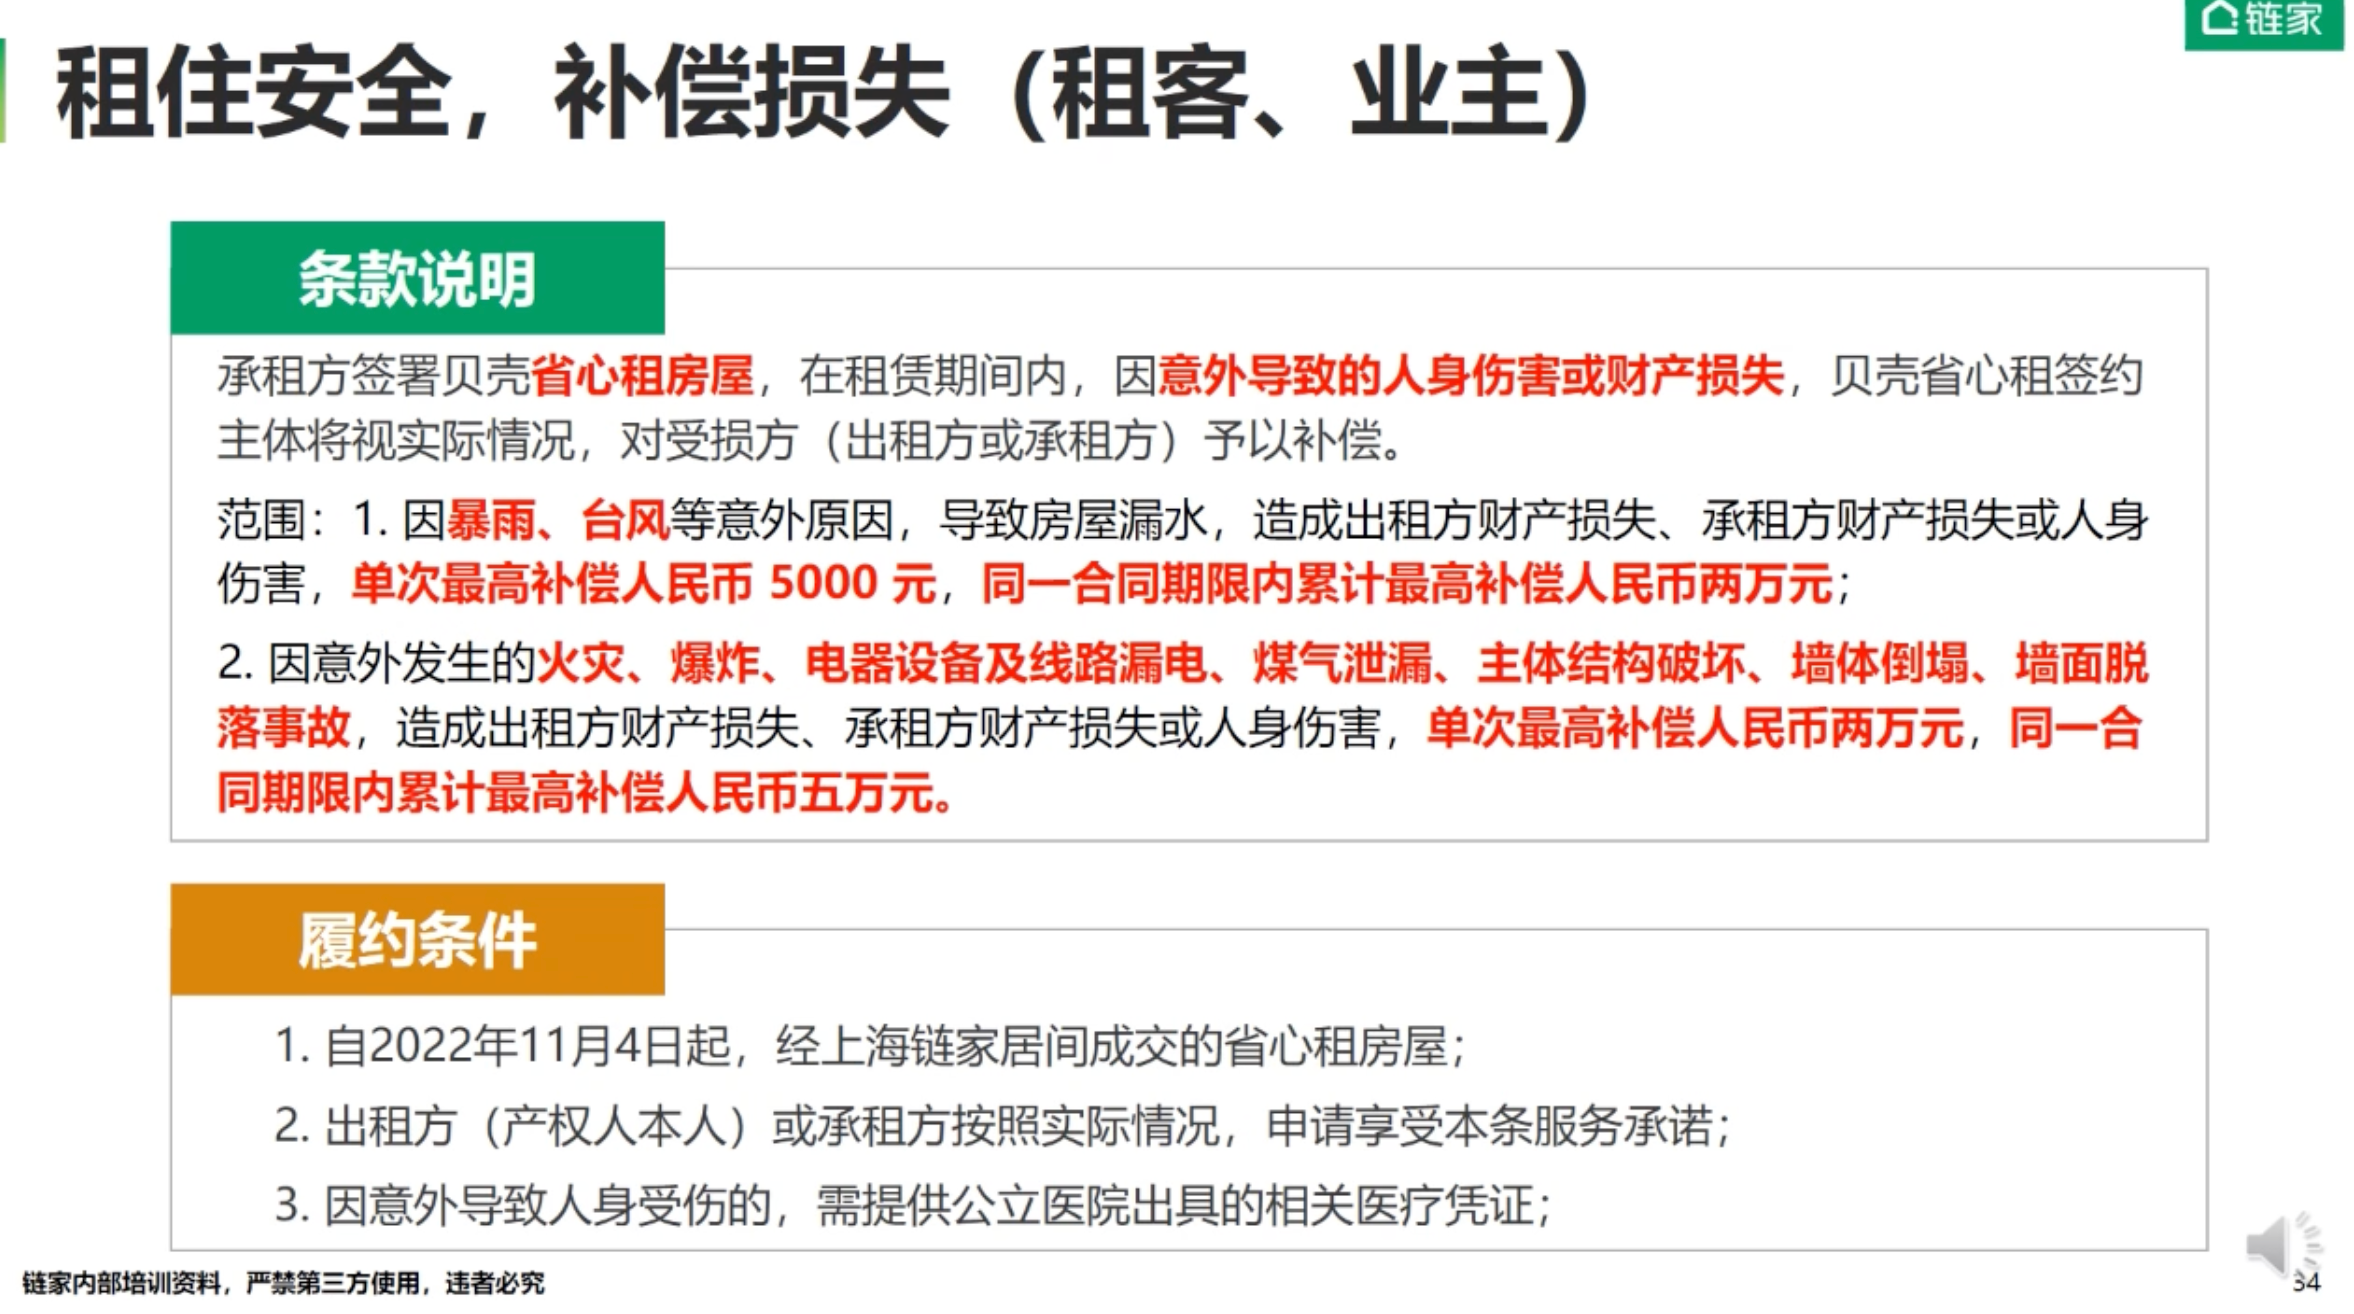 链家
租住安全，补偿损失（租客、业主）
条款说明
承租方签署贝壳省心租房屋，在租赁期间内，因意外导致的人身伤害或财产损失，贝壳省心租签约
主体将视实际情况，对受损方（出租方或承租方）予以补偿。
范围：1. 因暴雨、台风等意外原因，导致房屋漏水，造成出租方财产损失、承租方财产损失或人身
伤害，单次最高补偿人民币 5000 元，同一合同期限内累计最高补偿人民币两万元；
2. 因意外发生的火灾、爆炸、电器设备及线路漏电、煤气泄漏、主体结构破坏、墙体倒塌、墙面脱
落事故，造成出租方财产损失、承租方财产损失或人身伤害，单次最高补偿人民币两万元，同一合
同期限内累计最高补偿人民币五万元。
履约条件
1. 自2022年11月4日起，经上海链家居间成交的省心租房屋；
2. 出租方（产权人本人）或承租方按照实际情况，申请享受本条服务承诺；
3. 因意外导致人身受伤的，需提供公立医院出具的相关医疗凭证；
链家内部培训资料，严禁第三方使用，违者必究
34